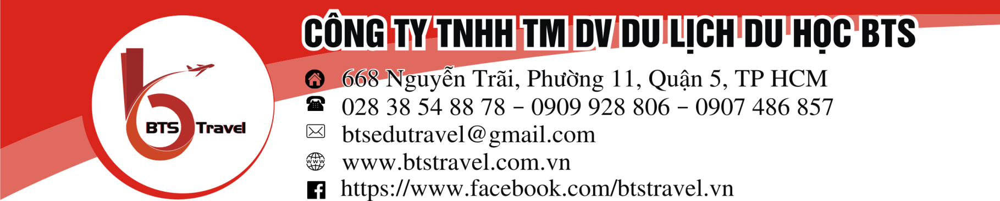 BTS Travel
CÔNG TY TNHH TM DV DU LỊCH DU HỌC BTS
668 Nguyễn Trãi, Phường 11, Quận 5, TP HCM
028 38 54 88 78 – 0909 928 806 – 0907 486 857
btsedutravel@gmail.com
www
www.btstravel.com.vn
https://www.facebook.com/btstravel.vn